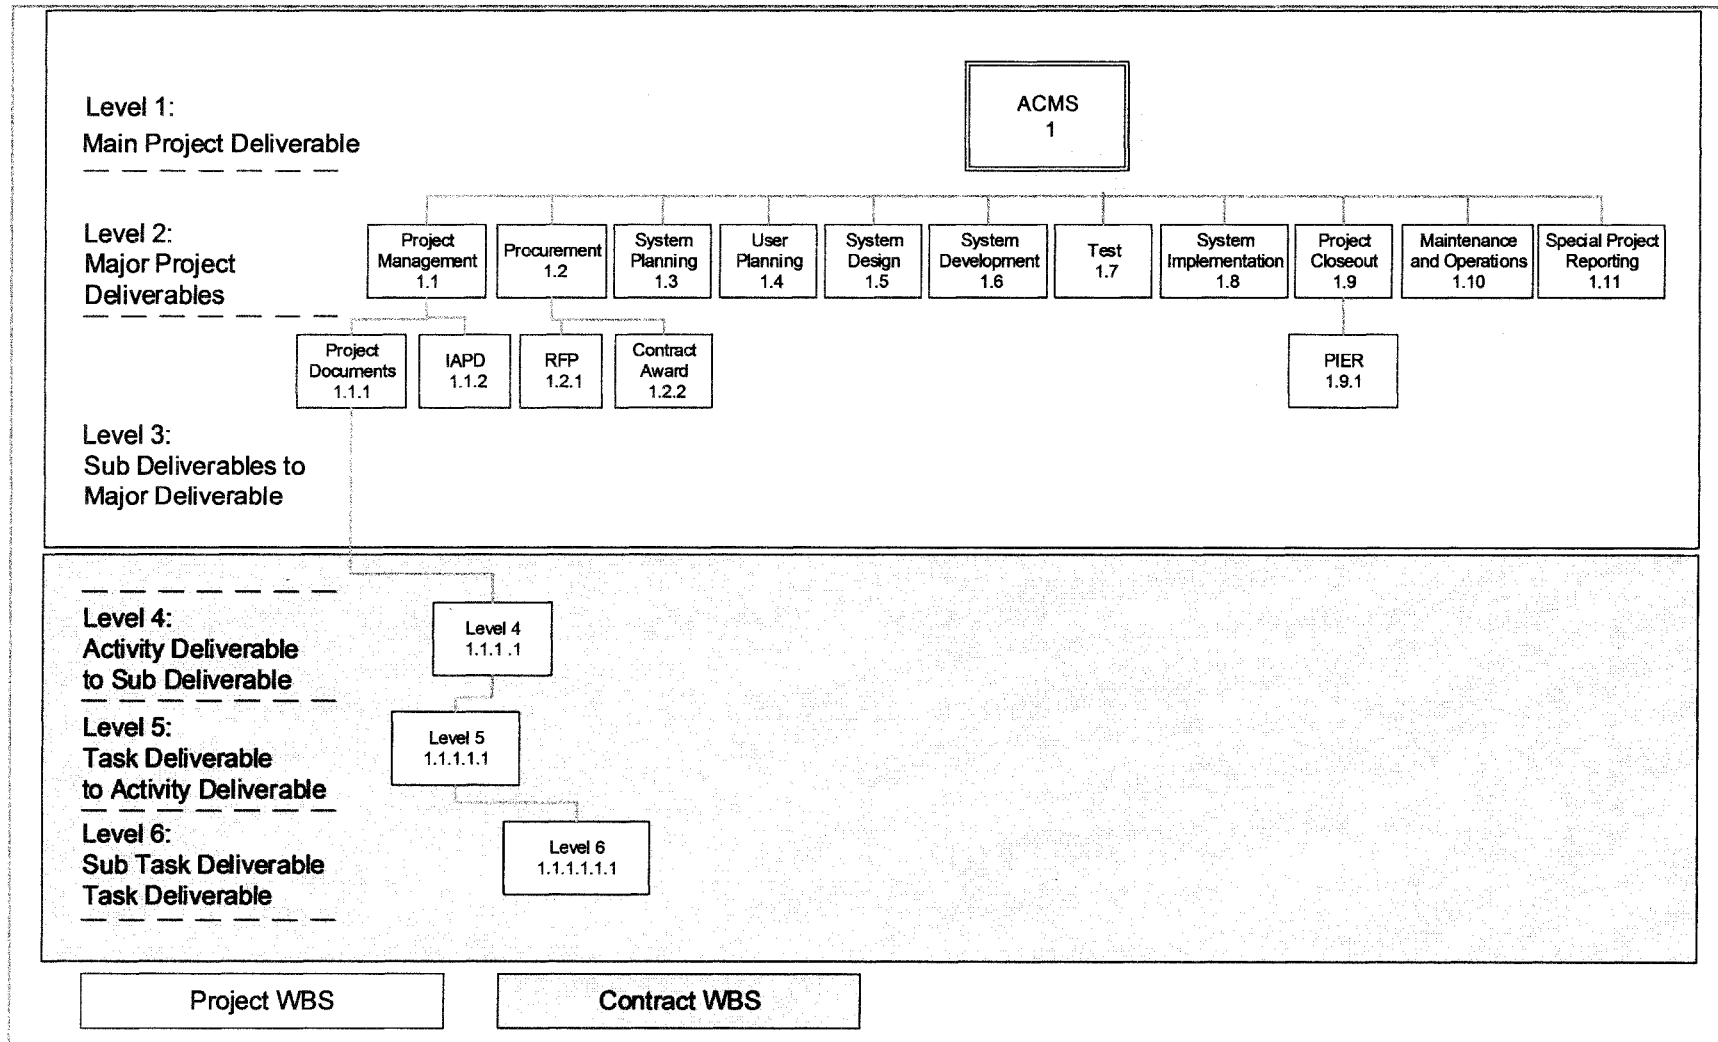 Level 1:
Main Project Deliverable
ACMS
1
Level 2:
Major Project
Deliverables
Project
Management
1.1
Procurement
1.2
System
Planning
1.3
User
Planning
1.4
System
Design
1.5
System
Development
1.6
Test
1.7
System
Implementation
1.8
Project
Closeout
1.9
Maintenance
and Operations
1.10
Special Project
Reporting
1.11
Project
Documents
1.1.1
IAPD
1.1.2
RFP
1.2.1
Contract
Award
1.2.2
PIER
1.9.1
Level 3:
Sub Deliverables to
Major Deliverable
Level 4:
Activity Deliverable
to Sub Deliverable
Level 4
1.1.1 .1
Level 5:
Task Deliverable
to Activity Deliverable
Level 5
1.1.1.1.1
Level 6:
Sub Task Deliverable
Task Deliverable
Level 6
1.1.1.1.1.1
Project WBS
Contract WBS